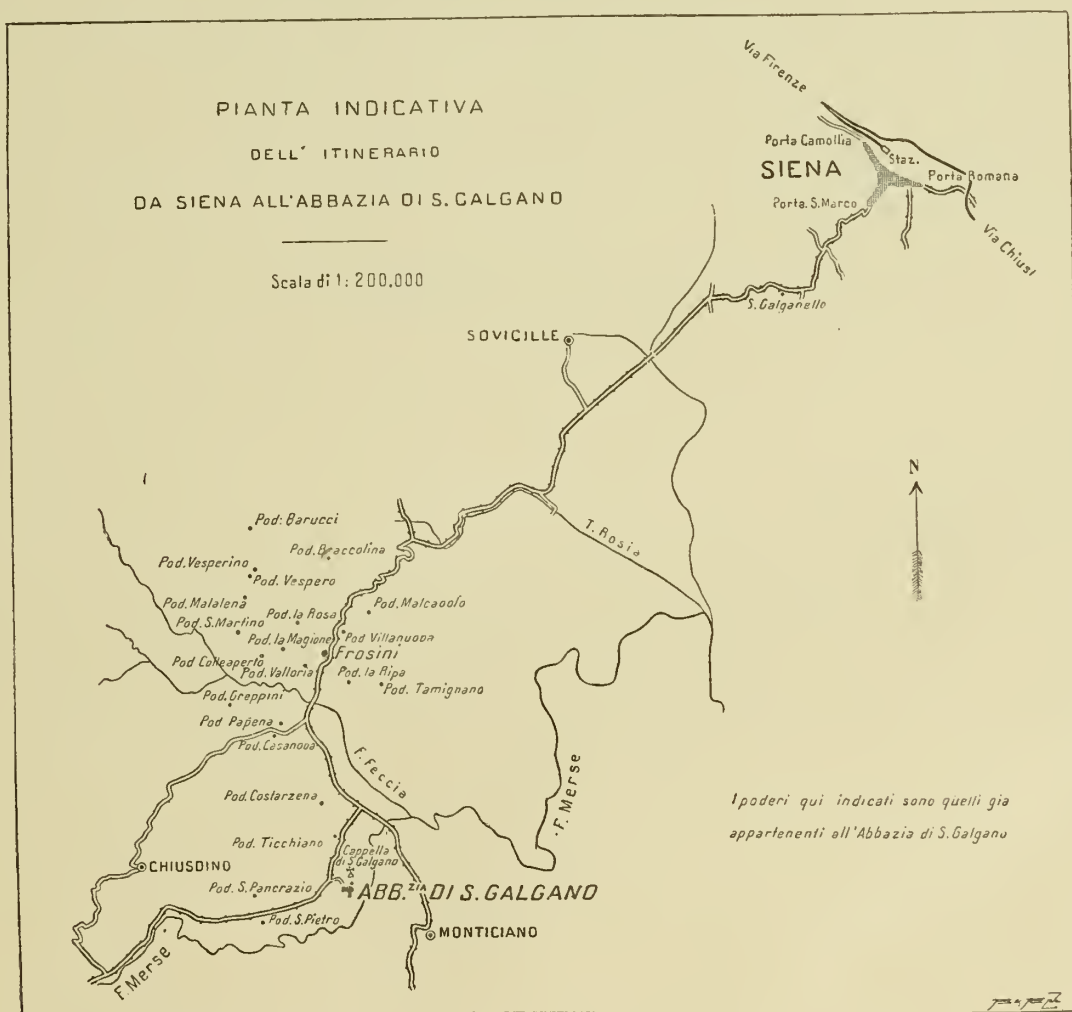 PIANTA INDICATIVA
DELL' ITINERARIO
DA SIENA ALL'ABBAZIA DI S. GALGANO
Scala di 1: 200,000
Via Firenze
Porta Camollia
Staz.
SIENA
Porta Romana
Porta. S. Marco
Via Chiusi
S. Galganello
SOVICILLE
N
T. Rosia
Pod: Barucci
Pod. Braccolina
Pod. Vesperino
Pod. Vespero
Pod. Malalena
Pod. la Rosa
Pod. Malcavolo
Pod. S. Martino
Pod. la Magione
Pod Villanuova
Frosini
Pod Colleaperto
Pod. Valloria
Pod. la Ripa
Pod. Tamignano
Pod. Greppini
Pod Papena
Pod. Casanova
F. Feccia
F. Merse
Pod. Costarzena
I poderi qui indicati sono quelli gia
appartenenti all'Abbazia di S. Galgano
Pod. Ticchiano
Cappella
di S. Galgano
CHIUSDINO
Pod. S. Pancrazio
ABB.ZIA DI S. GALGANO
Pod. S. Pietro
MONTICIANO
F. Merse